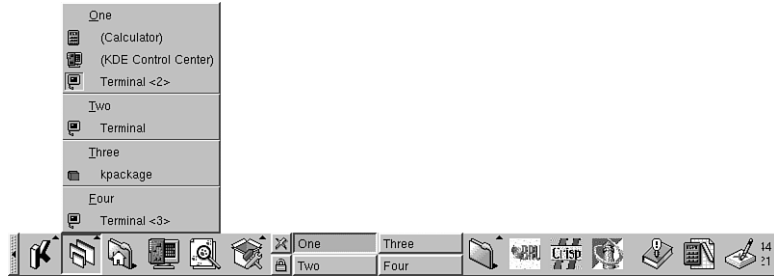 One
(Calculator)
(KDE Control Center)
Terminal <2>
Two
Terminal
Three
kpackage
Four
Terminal <3>
One
Three
Crisp
Two
Four
14
21